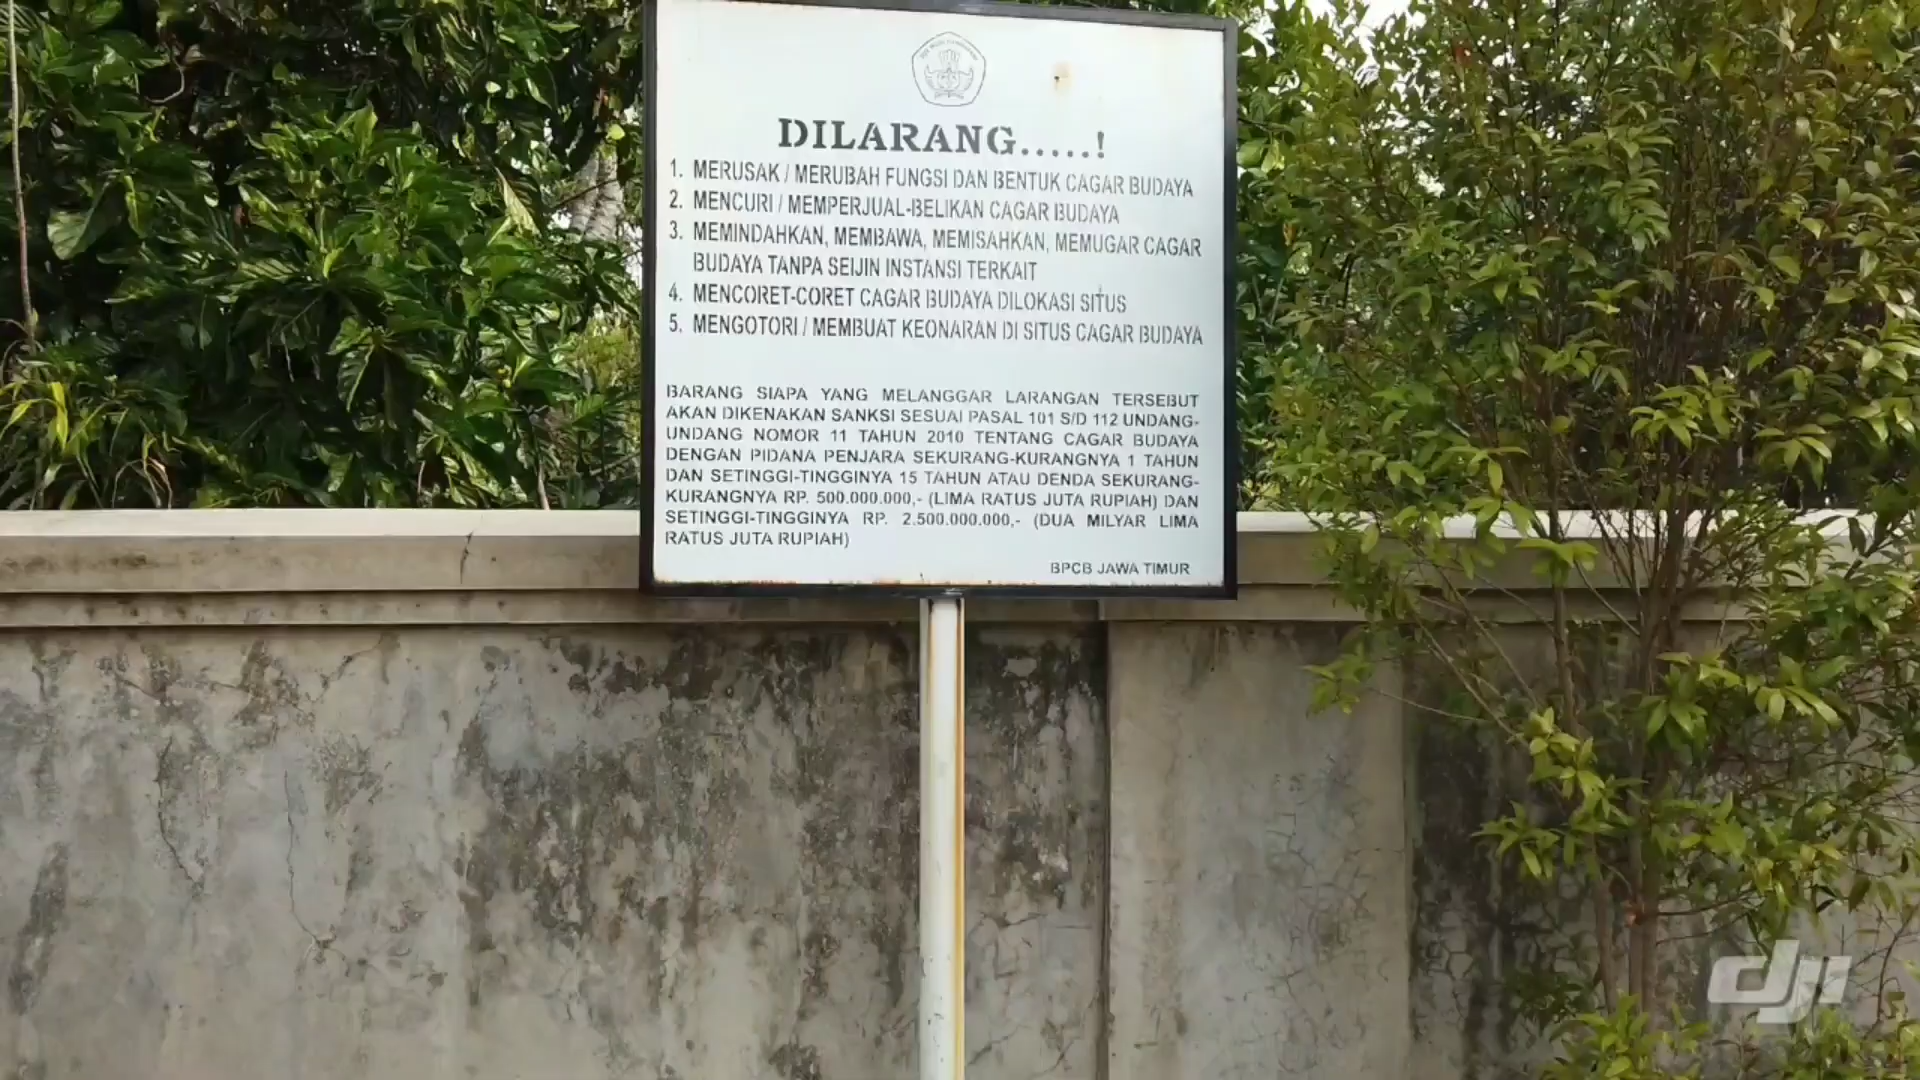 DILARANG.....!
1. MERUSAK / MERUBAH FUNGSI DAN BENTUK CAGAR BUDAYA
2. MENCURI / MEMPERJUAL-BELIKAN CAGAR BUDAYA
3. MEMINDAHKAN, MEMBAWA, MEMISAHKAN, MEMUGAR CAGAR
BUDAYA TANPA SEIJIN INSTANSI TERKAIT
4. MENCORET-CORET CAGAR BUDAYA DILOKASI SITUS
5. MENGOTORI / MEMBUAT KEONARAN DI SITUS CAGAR BUDAYA
BARANG SIAPA YANG MELANGGAR LARANGAN TERSEBUT
AKAN DIKENAKAN SANKSI SESUAI PASAL 101 S/D 112 UNDANG-
UNDANG NOMOR 11 TAHUN 2010 TENTANG CAGAR BUDAYA
DENGAN PIDANA PENJARA SEKURANG-KURANGNYA 1 TAHUN
DAN SETINGGI-TINGGINYA 15 TAHUN ATAU DENDA SEKURANG-
KURANGNYA RP. 500.000.000,- (LIMA RATUS JUTA RUPIAH) DAN
SETINGGI-TINGGINYA RP. 2.500.000.000,- (DUA MILYAR LIMA
RATUS JUTA RUPIAH)
BPCB JAWA TIMUR
dji